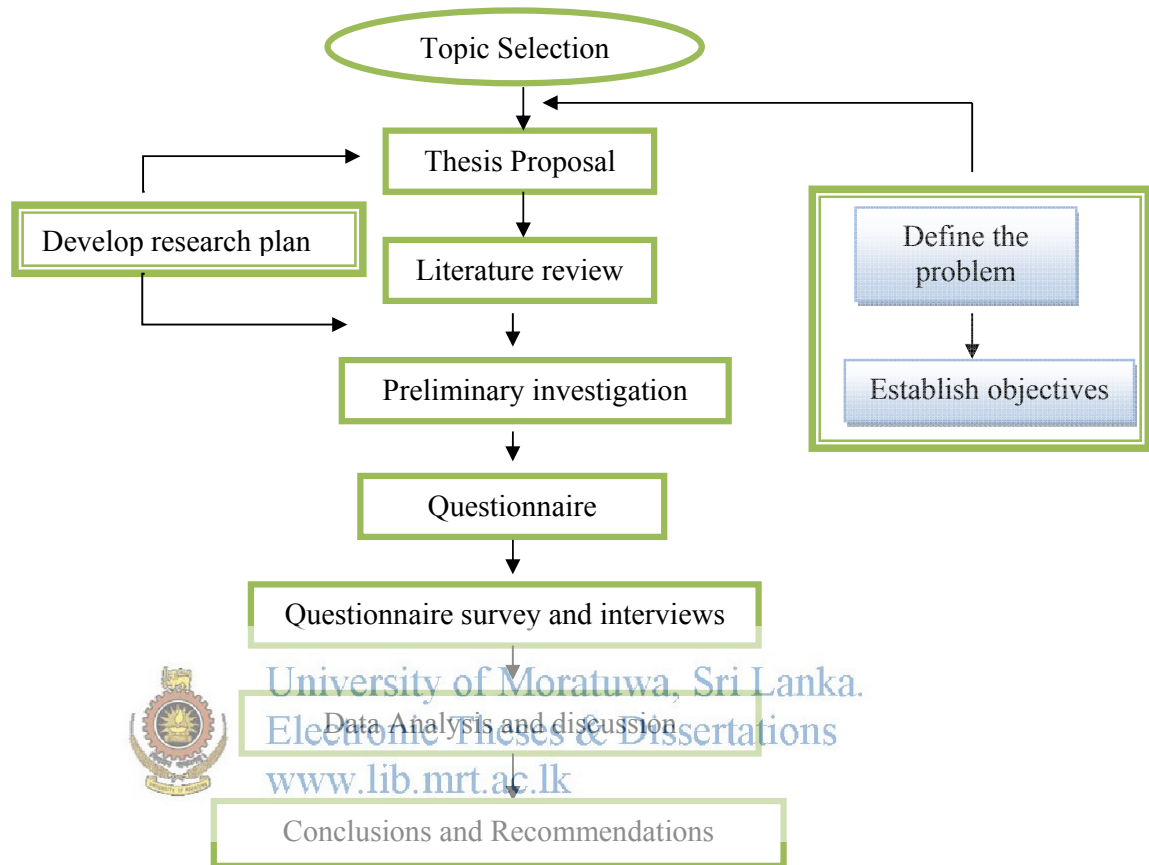 Topic Selection
Thesis Proposal
Develop research plan
Literature review
Define the
problem
Establish objectives
Preliminary investigation
Questionnaire
Questionnaire survey and interviews
University of Moratuwa, Sri Lanka.
Data Analysis and discussion
Electronic Theses & Dissertations
www.lib.mrt.ac.lk
Conclusions and Recommendations